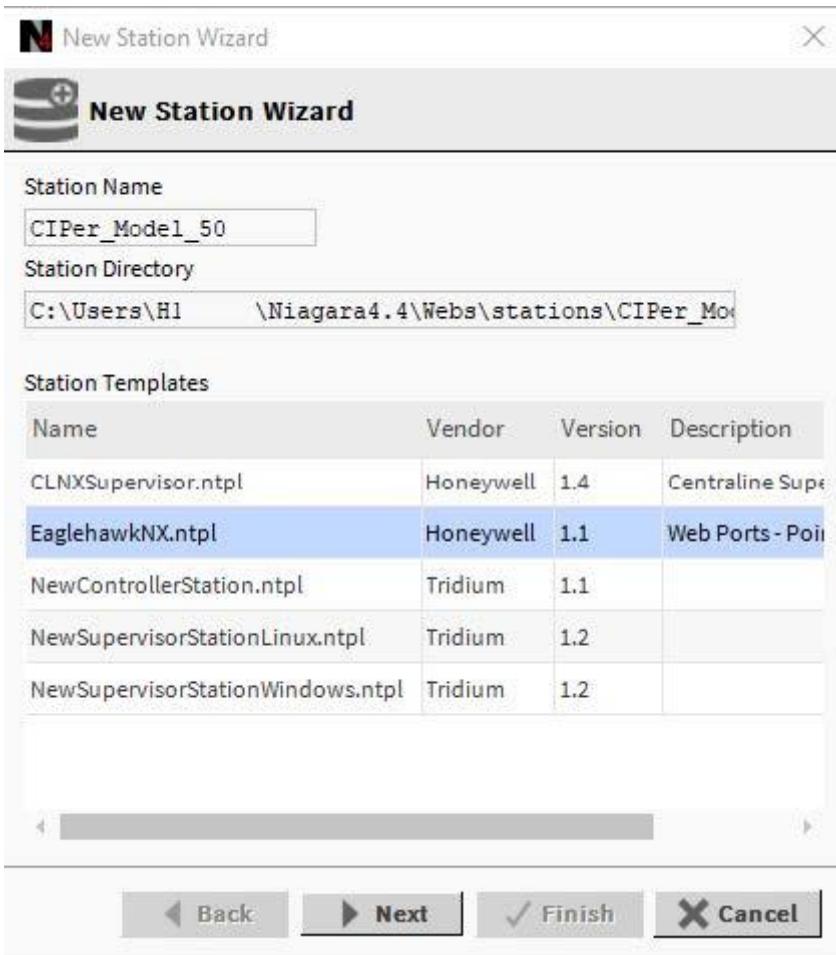 N4 New Station Wizard
New Station Wizard
Station Name
CIPer_Model_50
Station Directory
C:\Users\H1 \Niagara4.4\Webs\stations\CIPer_Mo
Station Templates
Name Vendor Version Description
CLNXSupervisor.ntpl Honeywell 1.4 Centraline Supe
EaglehawkNX.ntpl Honeywell 1.1 Web Ports - Poin
NewControllerStation.ntpl Tridium 1.1
NewSupervisorStationLinux.ntpl Tridium 1.2
NewSupervisorStationWindows.ntpl Tridium 1.2
Back Next Finish Cancel